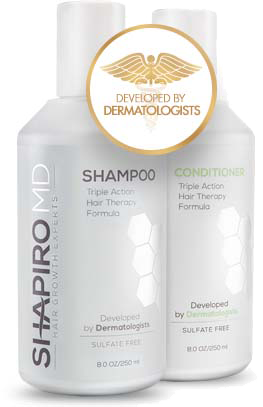 DEVELOPED BY
DERMATOLOGISTS
SHAPIRO MD
HAIR GROWTH EXPERTS
SHAMPOO
Triple Action
Hair Therapy
Formula
Developed
by Dermatologists
SULFATE FREE
8.0 OZ/250 ml
CONDITIONER
Triple Action
Hair Therapy
Formula
Developed
by Dermatologists
SULFATE FREE
8.0 OZ/250 ml